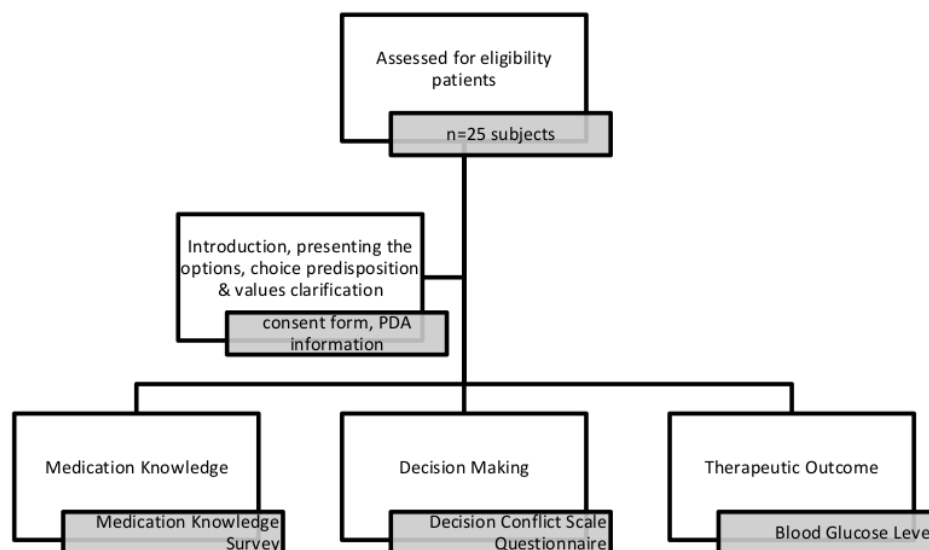 Assessed for eligibility
patients
n=25 subjects
Introduction, presenting the
options, choice predisposition
& values clarification
consent form, PDA
information
Medication Knowledge
Medication Knowledge
Survey
Decision Making
Decision Conflict Scale
Questionnaire
Therapeutic Outcome
Blood Glucose Leve